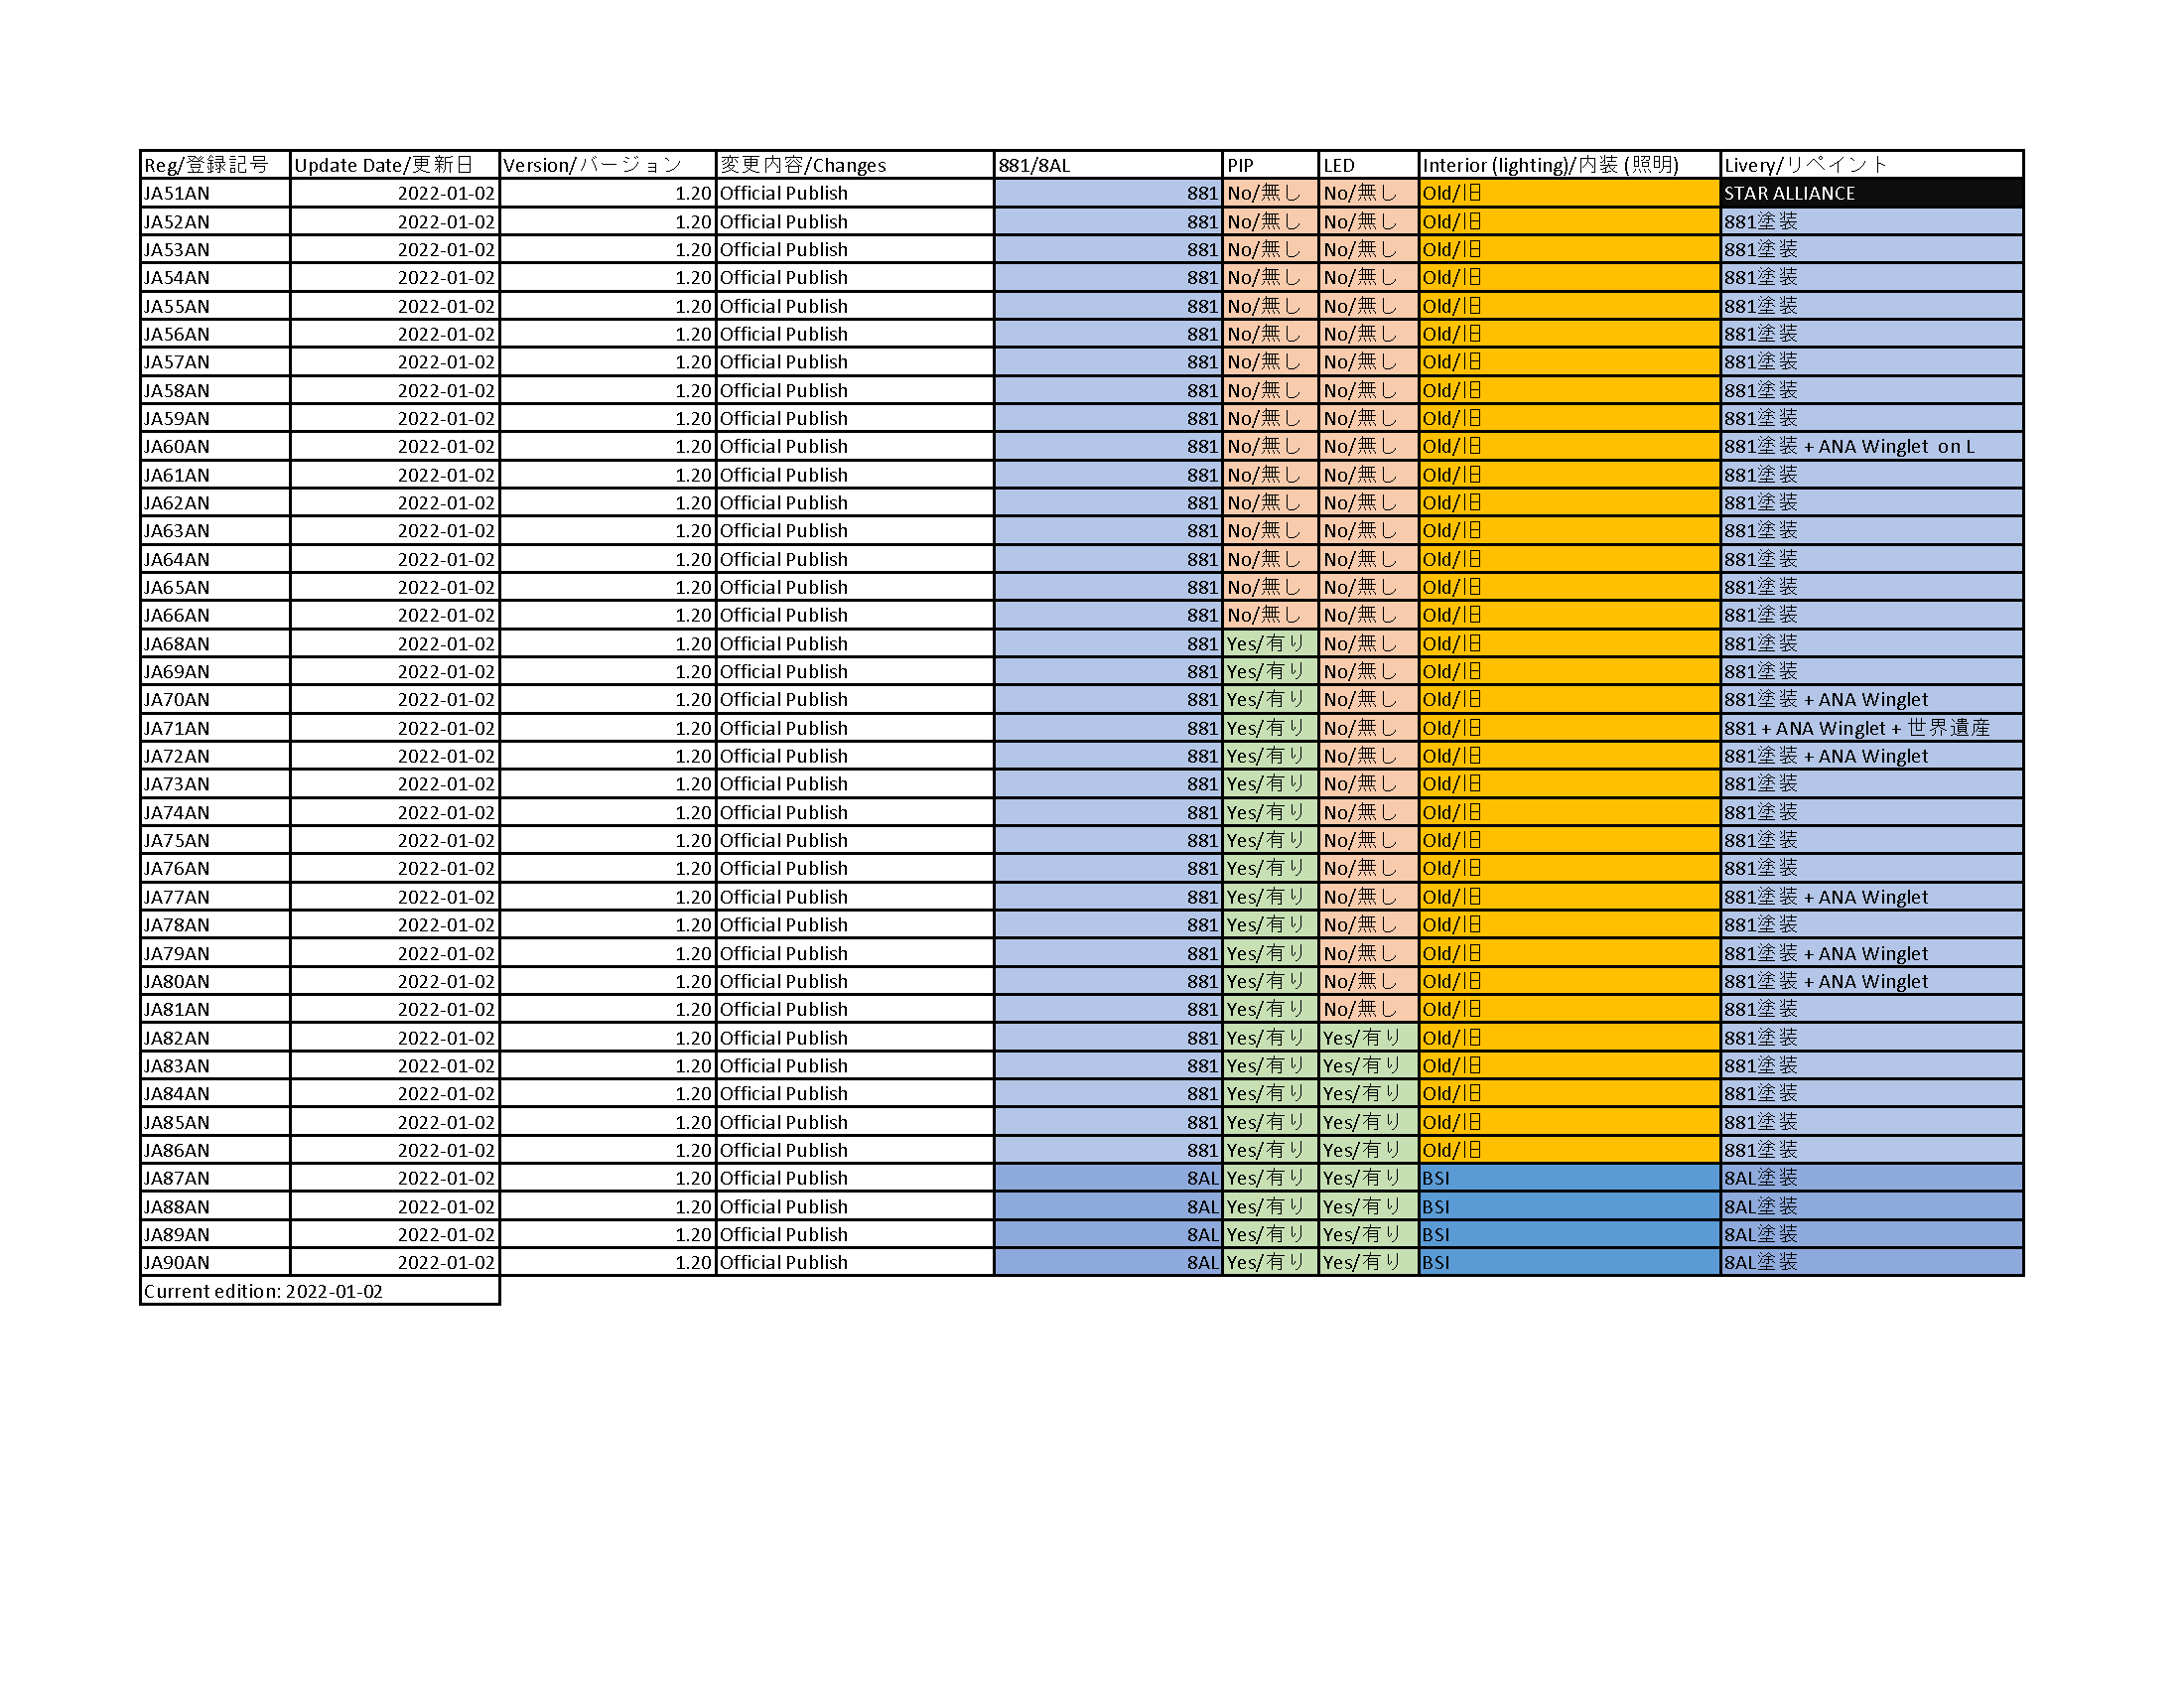 Reg/登録記号 Update Date/更新日 Version/バージョン 変更内容/Changes 881/8AL PIP LED Interior (lighting)/内装 (照明) Livery/リペイント
JA51AN 2022-01-02 1.20 Official Publish 881 No/無し No/無し Old/旧 STAR ALLIANCE
JA52AN 2022-01-02 1.20 Official Publish 881 No/無し No/無し Old/旧 881塗装
JA53AN 2022-01-02 1.20 Official Publish 881 No/無し No/無し Old/旧 881塗装
JA54AN 2022-01-02 1.20 Official Publish 881 No/無し No/無し Old/旧 881塗装
JA55AN 2022-01-02 1.20 Official Publish 881 No/無し No/無し Old/旧 881塗装
JA56AN 2022-01-02 1.20 Official Publish 881 No/無し No/無し Old/旧 881塗装
JA57AN 2022-01-02 1.20 Official Publish 881 No/無し No/無し Old/旧 881塗装
JA58AN 2022-01-02 1.20 Official Publish 881 No/無し No/無し Old/旧 881塗装
JA59AN 2022-01-02 1.20 Official Publish 881 No/無し No/無し Old/旧 881塗装
JA60AN 2022-01-02 1.20 Official Publish 881 No/無し No/無し Old/旧 881塗装 + ANA Winglet on L
JA61AN 2022-01-02 1.20 Official Publish 881 No/無し No/無し Old/旧 881塗装
JA62AN 2022-01-02 1.20 Official Publish 881 No/無し No/無し Old/旧 881塗装
JA63AN 2022-01-02 1.20 Official Publish 881 No/無し No/無し Old/旧 881塗装
JA64AN 2022-01-02 1.20 Official Publish 881 No/無し No/無し Old/旧 881塗装
JA65AN 2022-01-02 1.20 Official Publish 881 No/無し No/無し Old/旧 881塗装
JA66AN 2022-01-02 1.20 Official Publish 881 No/無し No/無し Old/旧 881塗装
JA68AN 2022-01-02 1.20 Official Publish 881 Yes/有り No/無し Old/旧 881塗装
JA69AN 2022-01-02 1.20 Official Publish 881 Yes/有り No/無し Old/旧 881塗装
JA70AN 2022-01-02 1.20 Official Publish 881 Yes/有り No/無し Old/旧 881塗装 + ANA Winglet
JA71AN 2022-01-02 1.20 Official Publish 881 Yes/有り No/無し Old/旧 881 + ANA Winglet + 世界遺産
JA72AN 2022-01-02 1.20 Official Publish 881 Yes/有り No/無し Old/旧 881塗装 + ANA Winglet
JA73AN 2022-01-02 1.20 Official Publish 881 Yes/有り No/無し Old/旧 881塗装
JA74AN 2022-01-02 1.20 Official Publish 881 Yes/有り No/無し Old/旧 881塗装
JA75AN 2022-01-02 1.20 Official Publish 881 Yes/有り No/無し Old/旧 881塗装
JA76AN 2022-01-02 1.20 Official Publish 881 Yes/有り No/無し Old/旧 881塗装
JA77AN 2022-01-02 1.20 Official Publish 881 Yes/有り No/無し Old/旧 881塗装 + ANA Winglet
JA78AN 2022-01-02 1.20 Official Publish 881 Yes/有り No/無し Old/旧 881塗装
JA79AN 2022-01-02 1.20 Official Publish 881 Yes/有り No/無し Old/旧 881塗装 + ANA Winglet
JA80AN 2022-01-02 1.20 Official Publish 881 Yes/有り No/無し Old/旧 881塗装 + ANA Winglet
JA81AN 2022-01-02 1.20 Official Publish 881 Yes/有り No/無し Old/旧 881塗装
JA82AN 2022-01-02 1.20 Official Publish 881 Yes/有り Yes/有り Old/旧 881塗装
JA83AN 2022-01-02 1.20 Official Publish 881 Yes/有り Yes/有り Old/旧 881塗装
JA84AN 2022-01-02 1.20 Official Publish 881 Yes/有り Yes/有り Old/旧 881塗装
JA85AN 2022-01-02 1.20 Official Publish 881 Yes/有り Yes/有り Old/旧 881塗装
JA86AN 2022-01-02 1.20 Official Publish 881 Yes/有り Yes/有り Old/旧 881塗装
JA87AN 2022-01-02 1.20 Official Publish 8AL Yes/有り Yes/有り BSI 8AL塗装
JA88AN 2022-01-02 1.20 Official Publish 8AL Yes/有り Yes/有り BSI 8AL塗装
JA89AN 2022-01-02 1.20 Official Publish 8AL Yes/有り Yes/有り BSI 8AL塗装
JA90AN 2022-01-02 1.20 Official Publish 8AL Yes/有り Yes/有り BSI 8AL塗装
Current edition: 2022-01-02